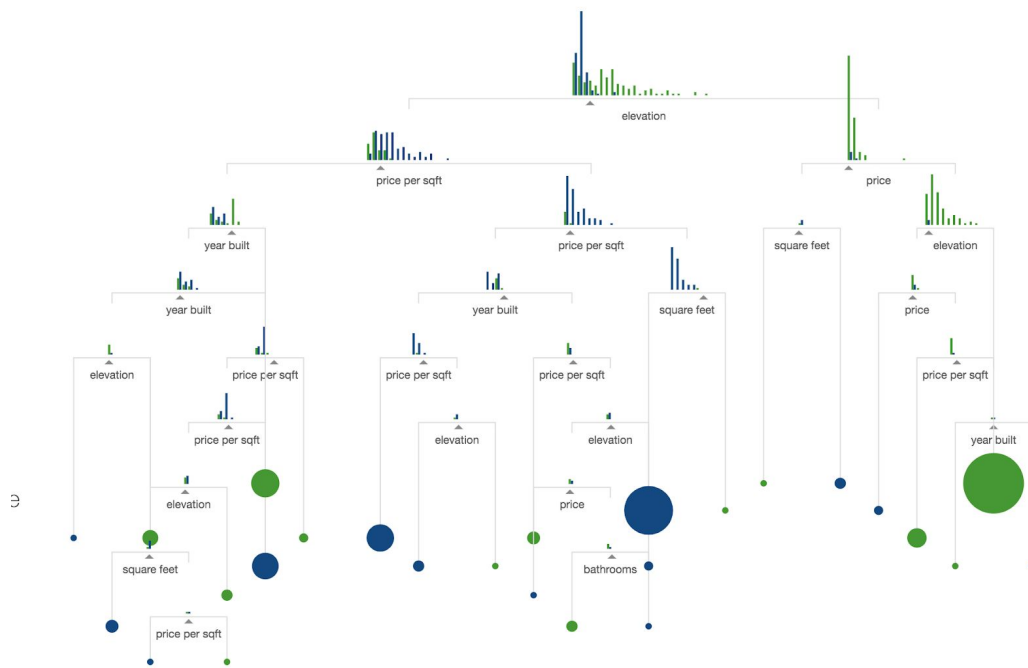 elevation
price per sqft
price
year built
price per sqft
square feet
elevation
year built
year built
square feet
price
elevation
price per sqft
price per sqft
price per sqft
price per sqft
price per sqft
elevation
elevation
year built
elevation
price
square feet
bathrooms
price per sqft